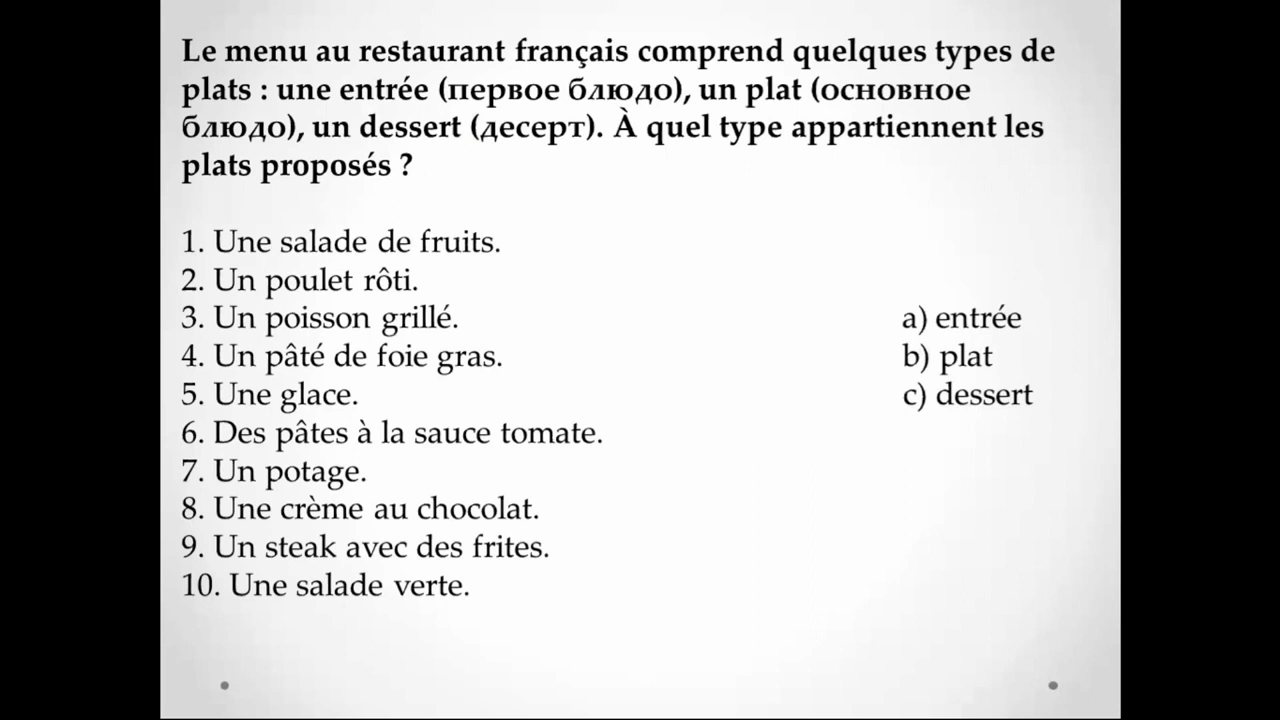 Le menu au restaurant français comprend quelques types de
plats : une entrée (первое блюдо), un plat (основное
блюдо), un dessert (десерт). À quel type appartiennent les
plats proposés ?
1. Une salade de fruits.
2. Un poulet rôti.
3. Un poisson grillé.
4. Un pâté de foie gras.
5. Une glace.
6. Des pâtes à la sauce tomate.
7. Un potage.
8. Une crème au chocolat.
9. Un steak avec des frites.
10. Une salade verte.
a) entrée
b) plat
c) dessert